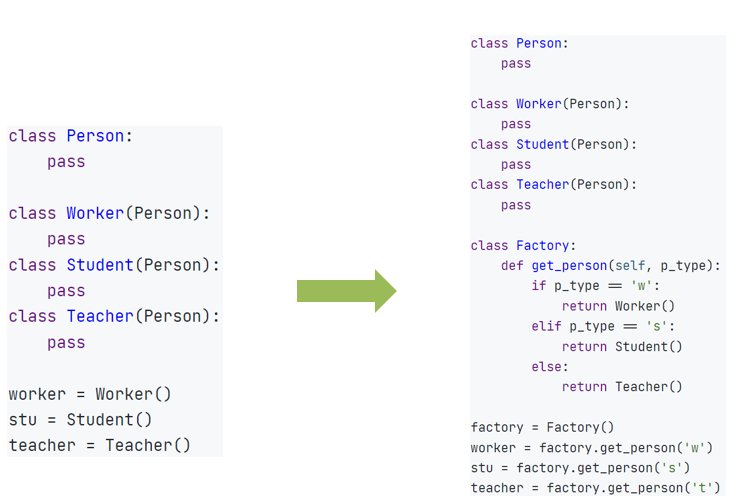 class Person:
    pass

class Worker(Person):
    pass
class Student(Person):
    pass
class Teacher(Person):
    pass

worker = Worker()
stu = Student()
teacher = Teacher()

class Person:
    pass

class Worker(Person):
    pass
class Student(Person):
    pass
class Teacher(Person):
    pass

class Factory:
    def get_person(self, p_type):
        if p_type == 'w':
            return Worker()
        elif p_type == 's':
            return Student()
        else:
            return Teacher()

factory = Factory()
worker = factory.get_person('w')
stu = factory.get_person('s')
teacher = factory.get_person('t')